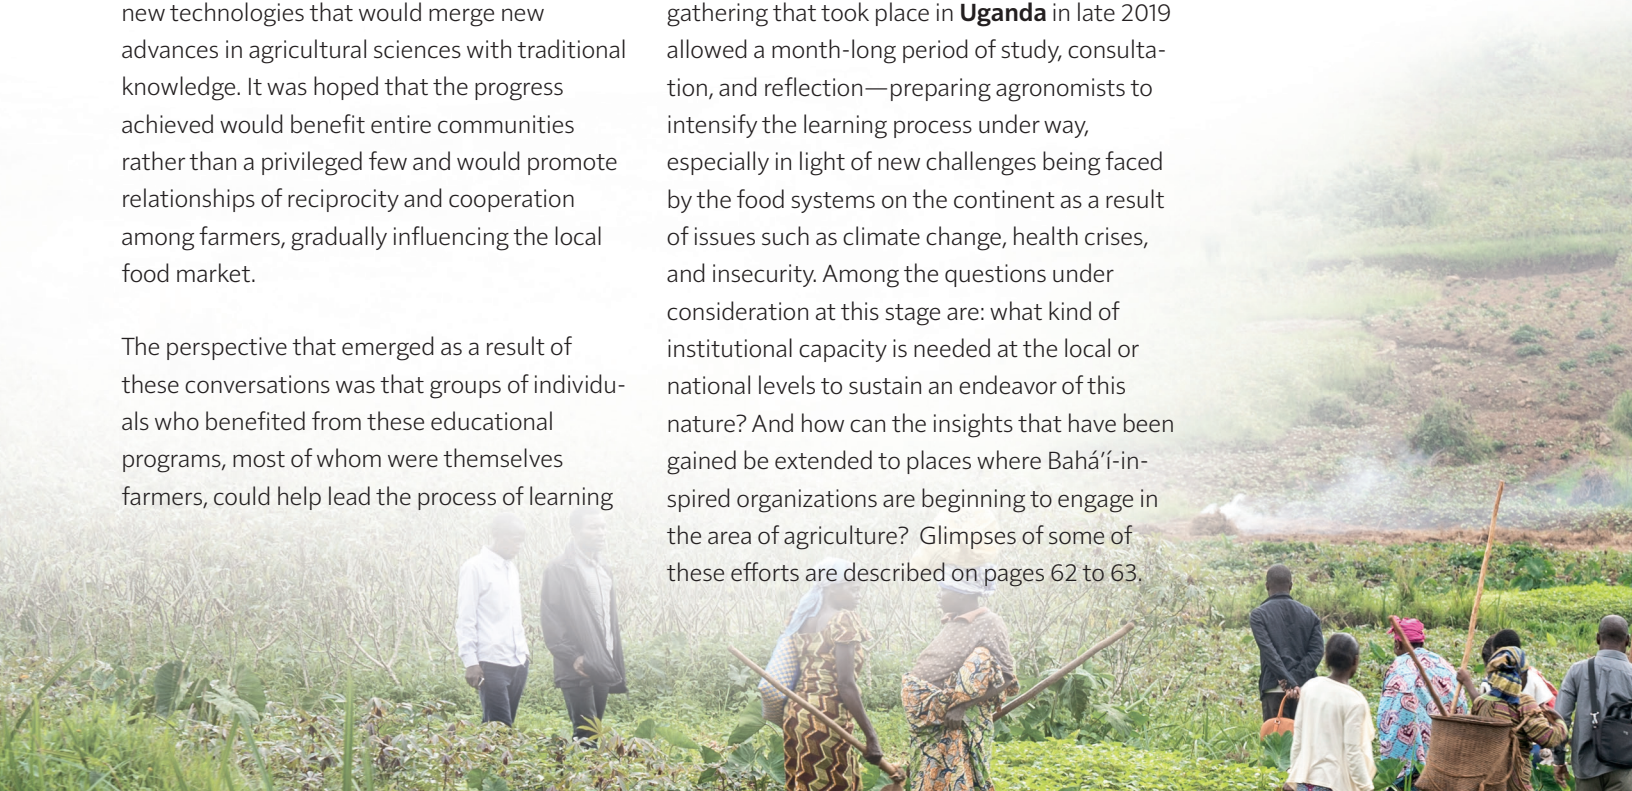 new technologies that would merge new
advances in agricultural sciences with traditional
knowledge. It was hoped that the progress
achieved would benefit entire communities
rather than a privileged few and would promote
relationships of reciprocity and cooperation
among farmers, gradually influencing the local
food market.
The perspective that emerged as a result of
these conversations was that groups of individu-
als who benefited from these educational
programs, most of whom were themselves
farmers, could help lead the process of learning
gathering that took place in Uganda in late 2019
allowed a month-long period of study, consulta-
tion, and reflection—preparing agronomists to
intensify the learning process under way,
especially in light of new challenges being faced
by the food systems on the continent as a result
of issues such as climate change, health crises,
and insecurity. Among the questions under
consideration at this stage are: what kind of
institutional capacity is needed at the local or
national levels to sustain an endeavor of this
nature? And how can the insights that have been
gained be extended to places where Bahá’í-in-
spired organizations are beginning to engage in
the area of agriculture?  Glimpses of some of
these efforts are described on pages 62 to 63.